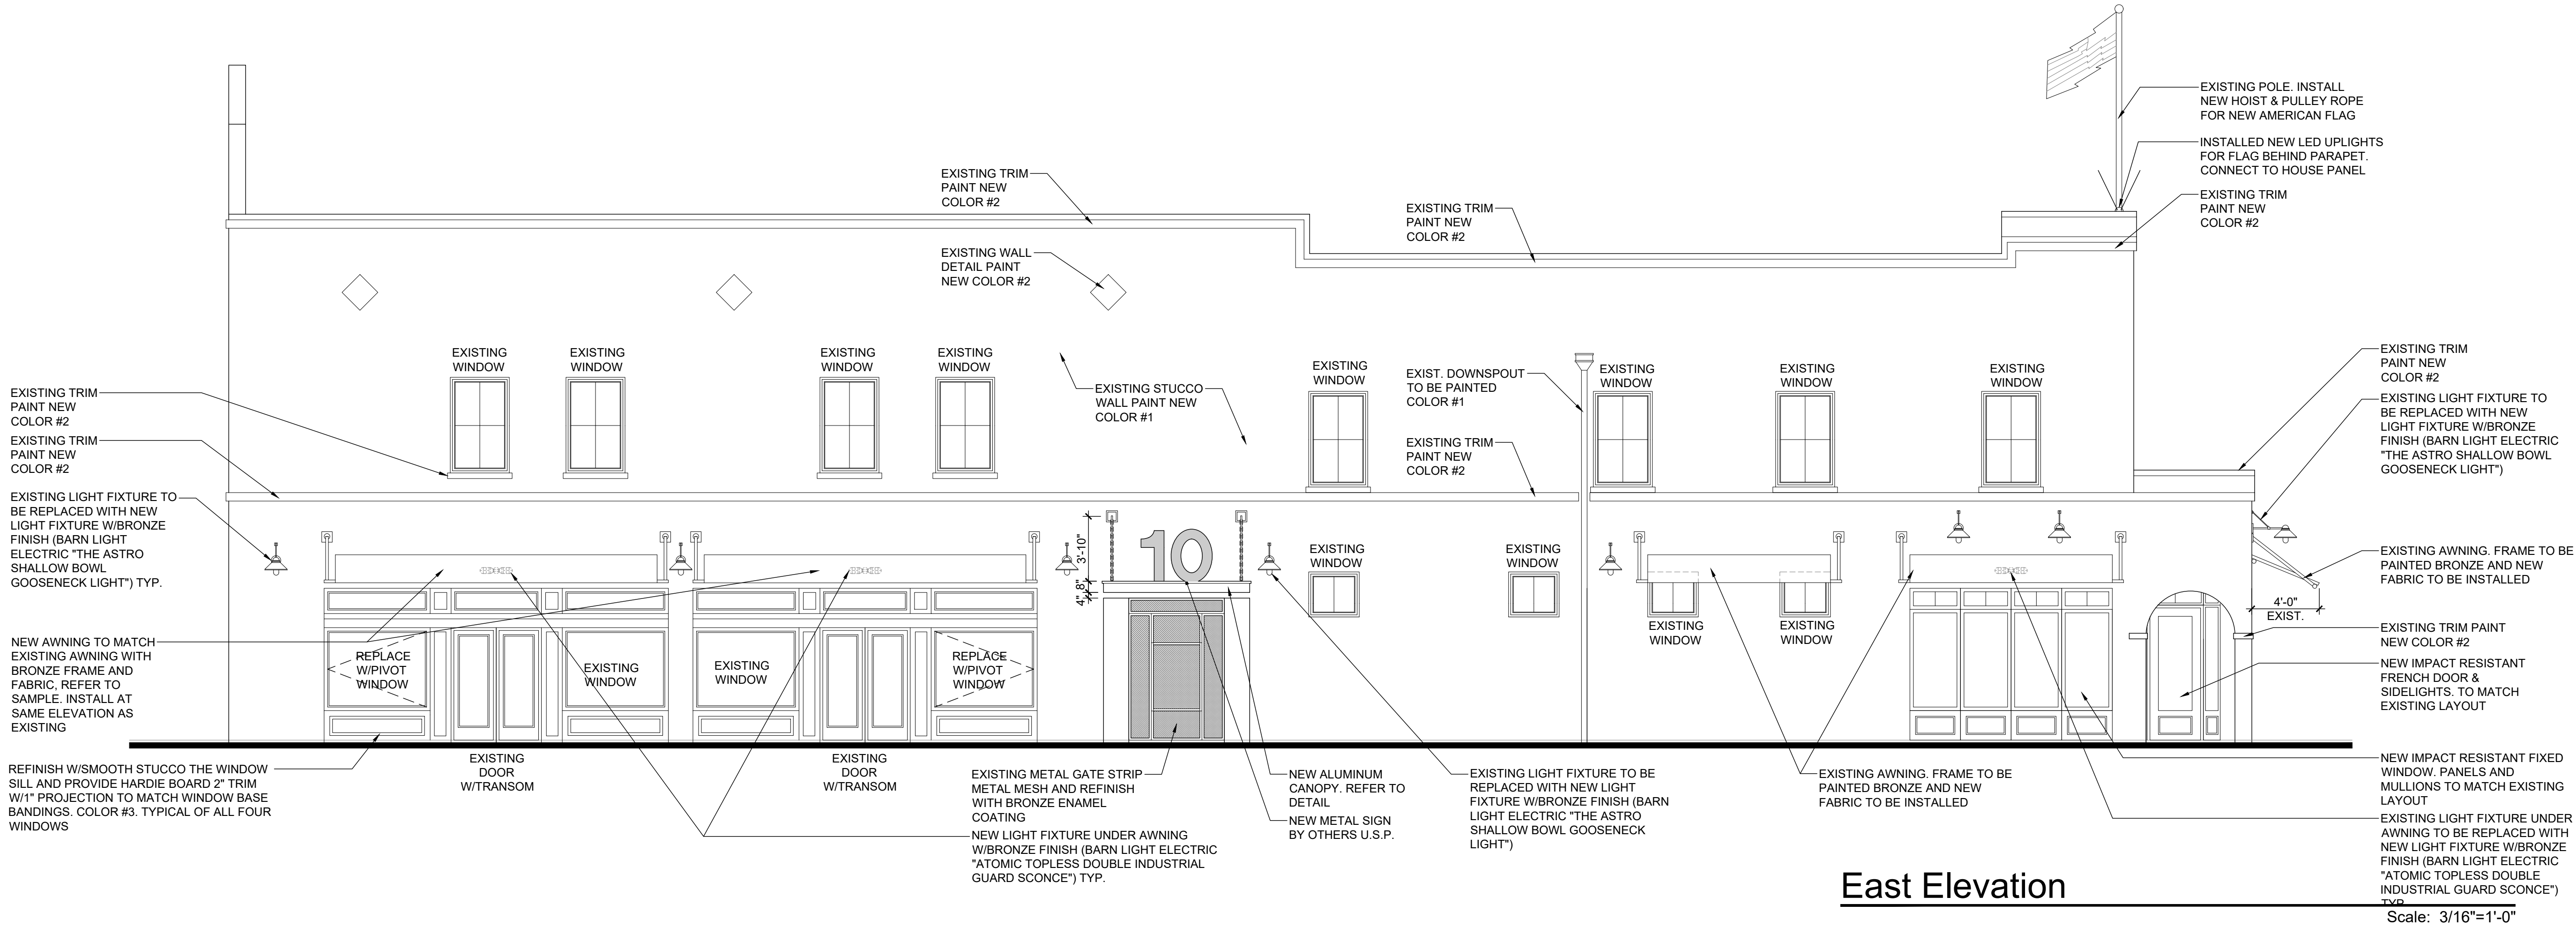 EXISTING POLE. INSTALL
NEW HOIST & PULLEY ROPE
FOR NEW AMERICAN FLAG
INSTALLED NEW LED UPLIGHTS
FOR FLAG BEHIND PARAPET.
CONNECT TO HOUSE PANEL
EXISTING TRIM
PAINT NEW
COLOR #2
EXISTING TRIM
PAINT NEW
COLOR #2
EXISTING TRIM
PAINT NEW
COLOR #2
EXISTING WALL
DETAIL PAINT
NEW COLOR #2
EXISTING
WINDOW
EXISTING
WINDOW
EXISTING
WINDOW
EXISTING
WINDOW
EXISTING
WINDOW
EXISTING
WINDOW
EXISTING
WINDOW
EXISTING
WINDOW
EXISTING STUCCO
WALL PAINT NEW
COLOR #1
EXIST. DOWNSPOUT
TO BE PAINTED
COLOR #1
EXISTING TRIM
PAINT NEW
COLOR #2
EXISTING TRIM
PAINT NEW
COLOR #2
EXISTING TRIM
PAINT NEW
COLOR #2
EXISTING LIGHT FIXTURE TO
BE REPLACED WITH NEW
LIGHT FIXTURE W/BRONZE
FINISH (BARN LIGHT
ELECTRIC "THE ASTRO
SHALLOW BOWL
GOOSENECK LIGHT") TYP.
NEW AWNING TO MATCH
EXISTING AWNING WITH
BRONZE FRAME AND
FABRIC, REFER TO
SAMPLE. INSTALL AT
SAME ELEVATION AS
EXISTING
EXISTING TRIM
PAINT NEW
COLOR #2
EXISTING LIGHT FIXTURE TO
BE REPLACED WITH NEW
LIGHT FIXTURE W/BRONZE
FINISH (BARN LIGHT ELECTRIC
"THE ASTRO SHALLOW BOWL
GOOSENECK LIGHT")
EXISTING AWNING. FRAME TO BE
PAINTED BRONZE AND NEW
FABRIC TO BE INSTALLED
4'-0"
EXIST.
EXISTING TRIM PAINT
NEW COLOR #2
NEW IMPACT RESISTANT
FRENCH DOOR &
SIDELIGHTS. TO MATCH
EXISTING LAYOUT
3'-10"
8"
4"
10
EXISTING
WINDOW
EXISTING
WINDOW
EXISTING
WINDOW
EXISTING
WINDOW
REPLACE
W/PIVOT
WINDOW
EXISTING
WINDOW
EXISTING
WINDOW
REPLACE
W/PIVOT
WINDOW
EXISTING
DOOR
W/TRANSOM
EXISTING
DOOR
W/TRANSOM
REFINISH W/SMOOTH STUCCO THE WINDOW
SILL AND PROVIDE HARDIE BOARD 2" TRIM
W/1" PROJECTION TO MATCH WINDOW BASE
BANDINGS. COLOR #3. TYPICAL OF ALL FOUR
WINDOWS
EXISTING METAL GATE STRIP
METAL MESH AND REFINISH
WITH BRONZE ENAMEL
COATING
NEW LIGHT FIXTURE UNDER AWNING
W/BRONZE FINISH (BARN LIGHT ELECTRIC
"ATOMIC TOPLESS DOUBLE INDUSTRIAL
GUARD SCONCE") TYP.
NEW ALUMINUM
CANOPY. REFER TO
DETAIL
NEW METAL SIGN
BY OTHERS U.S.P.
EXISTING LIGHT FIXTURE TO BE
REPLACED WITH NEW LIGHT
FIXTURE W/BRONZE FINISH (BARN
LIGHT ELECTRIC "THE ASTRO
SHALLOW BOWL GOOSENECK
LIGHT")
EXISTING AWNING. FRAME TO BE
PAINTED BRONZE AND NEW
FABRIC TO BE INSTALLED
NEW IMPACT RESISTANT FIXED
WINDOW. PANELS AND
MULLIONS TO MATCH EXISTING
LAYOUT
EXISTING LIGHT FIXTURE UNDER
AWNING TO BE REPLACED WITH
NEW LIGHT FIXTURE W/BRONZE
FINISH (BARN LIGHT ELECTRIC
"ATOMIC TOPLESS DOUBLE
INDUSTRIAL GUARD SCONCE")
TYP.
East Elevation
Scale: 3/16"=1'-0"